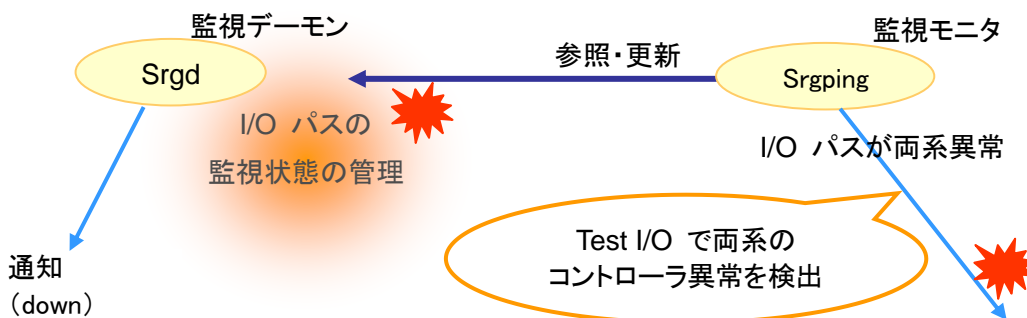 監視デーモン
Srgd
監視モニタ
Srgping
参照・更新
I/O パスの
監視状態の管理
I/O パスが両系異常
Test I/O で両系の
コントローラ異常を検出
通知
（down）